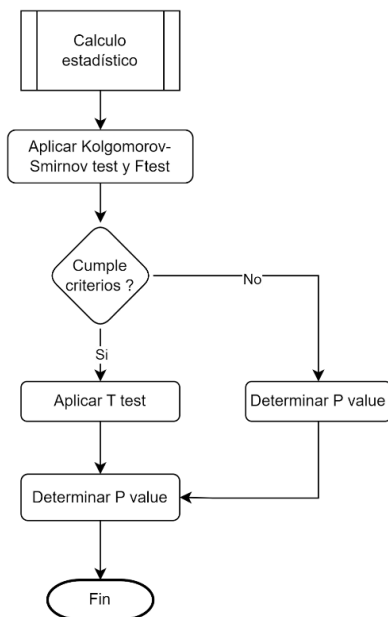 Calculo
estadístico
Aplicar Kolgomorov-
Smirnov test y Ftest
Cumple
criterios ?
No
Si
Aplicar T test
Determinar P value
Determinar P value
Fin